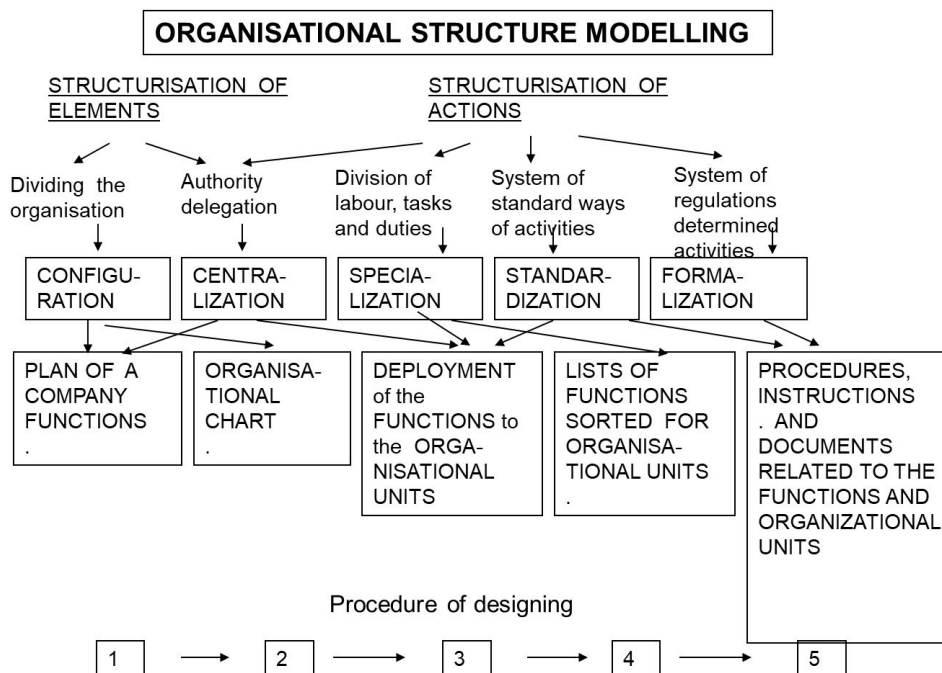 ORGANISATIONAL STRUCTURE MODELLING
STRUCTURISATION OF
ELEMENTS
STRUCTURISATION OF
ACTIONS
Dividing the
organisation
Authority
delegation
Division of
labour, tasks
and duties
System of
standard ways
of activities
System of
regulations
determined
activities
CONFIGU-
RATION
CENTRA-
LIZATION
SPECIA-
LIZATION
STANDAR-
DIZATION
FORMA-
LIZATION
PLAN OF A
COMPANY
FUNCTIONS
.
ORGANISA-
TIONAL
CHART
.
DEPLOYMENT
of the
FUNCTIONS to
the ORGA-
NISATIONAL
UNITS
LISTS OF
FUNCTIONS
SORTED FOR
ORGANISA-
TIONAL UNITS
.
PROCEDURES,
INSTRUCTIONS
. AND
DOCUMENTS
RELATED TO THE
FUNCTIONS AND
ORGANIZATIONAL
UNITS
Procedure of designing
1
2
3
4
5